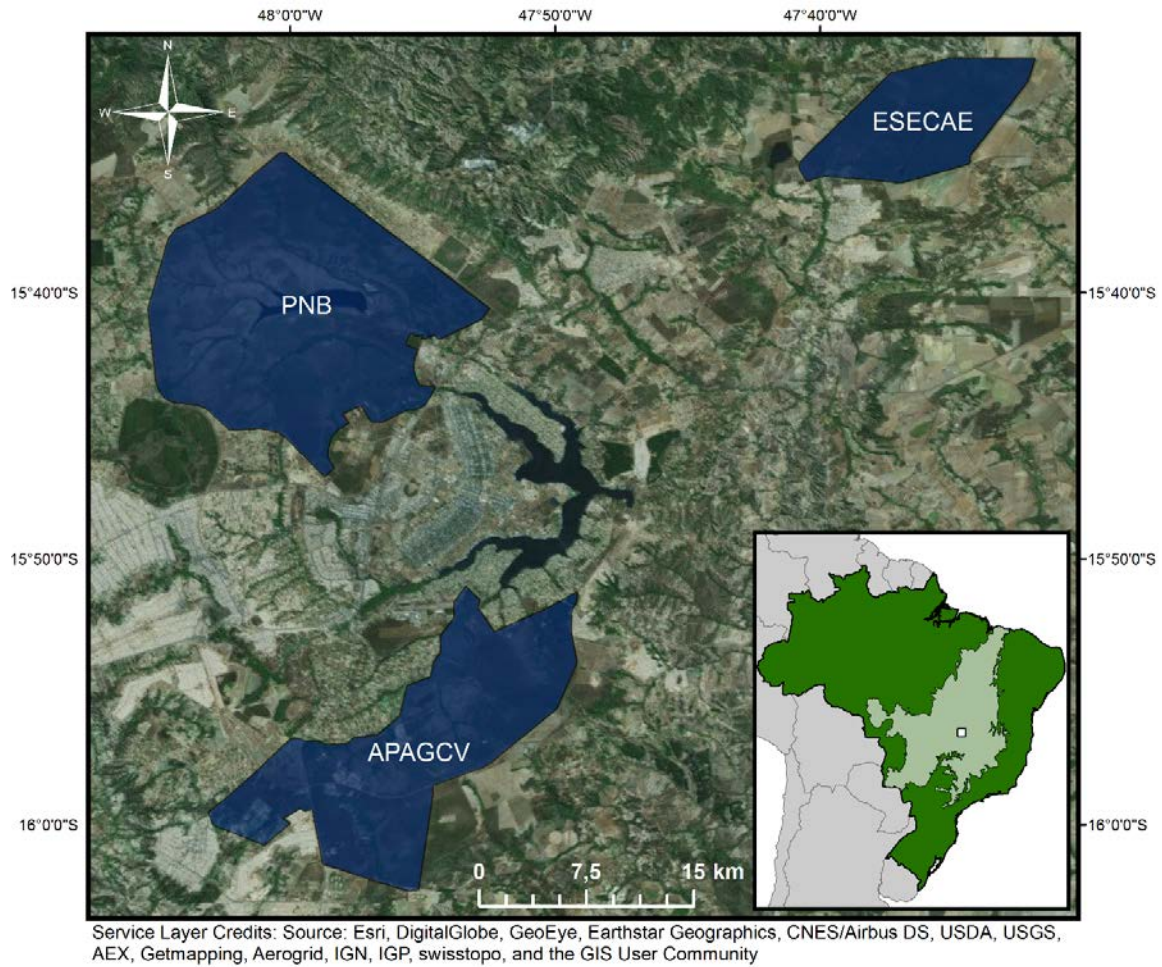 48°0'0"W 47°50'0"W 47°40'0"W
N
W E
S
ESECAE
PNB
15°40'0"S 15°40'0"S
15°50'0"S 15°50'0"S
APAGCV
16°0'0"S 16°0'0"S
0 7,5 15 km
Service Layer Credits: Source: Esri, DigitalGlobe, GeoEye, Earthstar Geographics, CNES/Airbus DS, USDA, USGS,
AEX, Getmapping, Aerogrid, IGN, IGP, swisstopo, and the GIS User Community